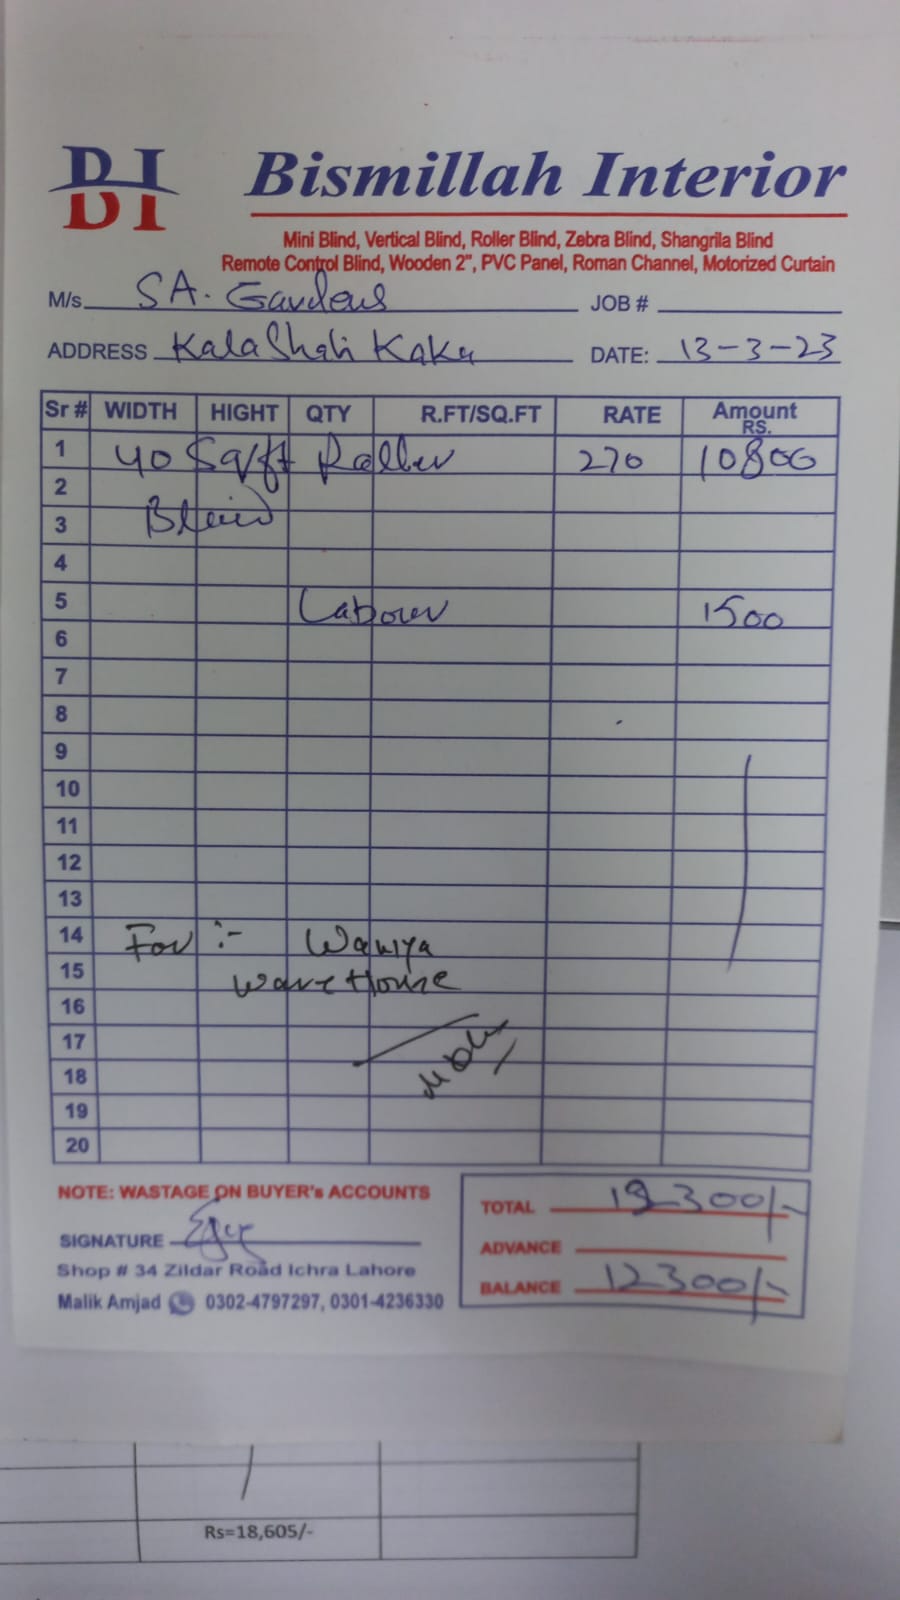 BI Bismillah Interior
Mini Blind, Vertical Blind, Roller Blind, Zebra Blind, Shangrila Blind
Remote Control Blind, Wooden 2", PVC Panel, Roman Channel, Motorized Curtain
M/s SA. Gardens JOB #
ADDRESS Kala Shah Kaku DATE: 13-3-23
Sr # WIDTH HIGHT QTY R.FT/SQ.FT RATE Amount RS.
1 40 Sqft Roller 270 10800
2
3 Blind
4
5 Labour 1500
6
7
8
9
10
11
12
13
14 For :- Waniya
15 Ware House
16
17
18
19
20
NOTE: WASTAGE ON BUYER's ACCOUNTS
TOTAL 12300/-
SIGNATURE
ADVANCE
Shop # 34 Zildar Road Ichra Lahore
BALANCE 12300/-
Malik Amjad 0302-4797297, 0301-4236330
Rs=18,605/-